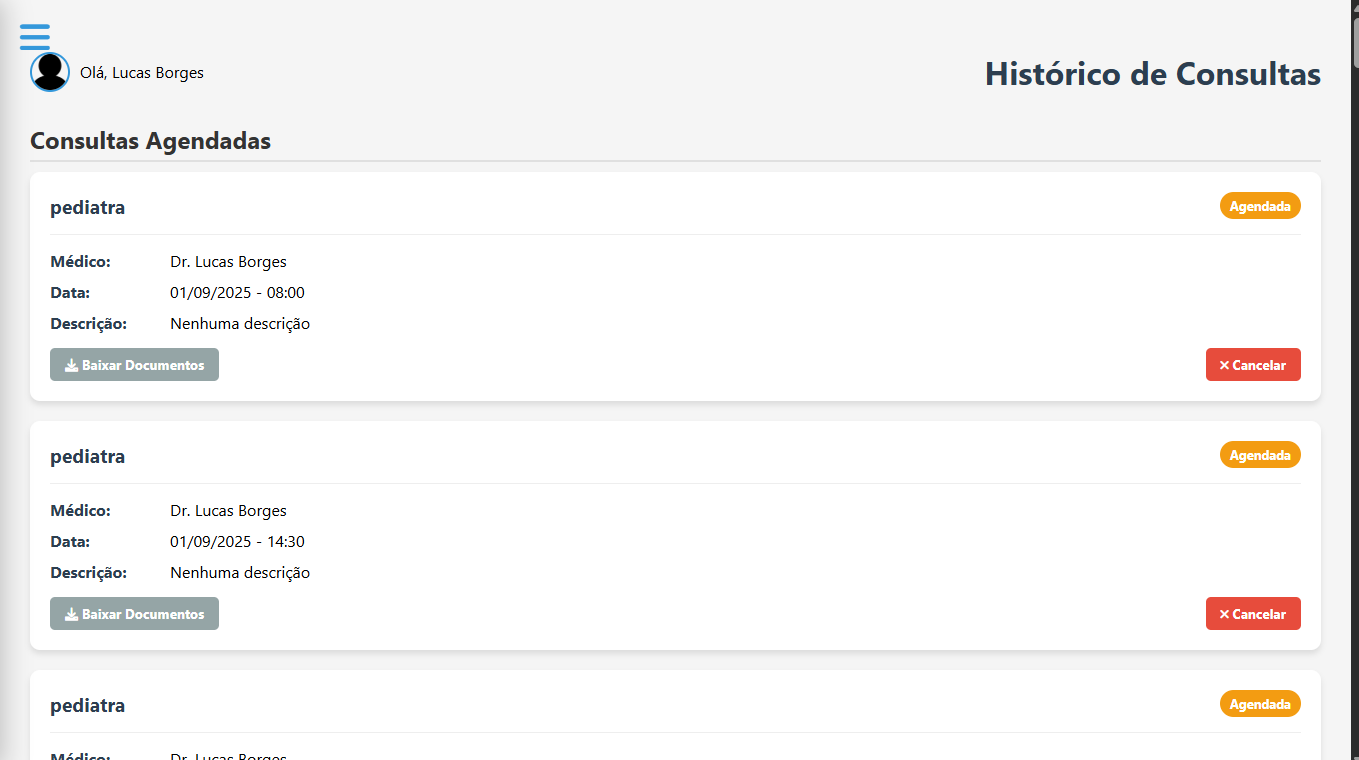 Olá, Lucas Borges
Histórico de Consultas
Consultas Agendadas
pediatra
Agendada
Médico: Dr. Lucas Borges
Data: 01/09/2025 - 08:00
Descrição: Nenhuma descrição
Baixar Documentos
Cancelar
pediatra
Agendada
Médico: Dr. Lucas Borges
Data: 01/09/2025 - 14:30
Descrição: Nenhuma descrição
Baixar Documentos
Cancelar
pediatra
Agendada
Médico: Dr. Lucas Borges